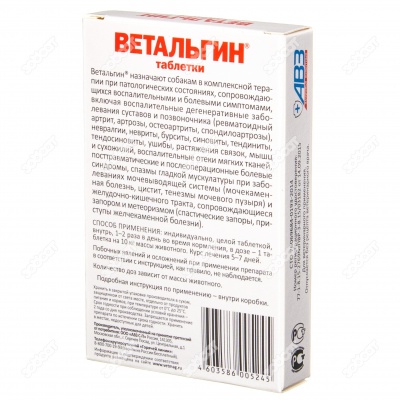 ВЕТАЛЬГИН®
таблетки
Ветальгин® назначают собакам в комплексной тера-
пии при патологических состояниях, сопровождаю-
щихся воспалительными и болевыми симптомами,
включая воспалительные дегенеративные забо-
левания суставов и позвоночника (ревматоидный
артрит, артрозы, остеоартриты, спондилоартрозы),
невралгии, невриты, бурситы, синовиты, тендиниты,
тендосиновиты, ушибы, растяжения связок, мышц
и сухожилий, воспалительные отеки мягких тканей,
посттравматические и послеоперационные болевые
синдромы, спазмы гладкой мускулатуры при забо-
леваниях мочевыводящей системы (мочекамен-
ная болезнь, цистит, тенезмы мочевого пузыря) и
желудочно-кишечного тракта, сопровождающиеся
запором и метеоризмом (спастические запоры, при-
ступы желчекаменной болезни).
СПОСОБ ПРИМЕНЕНИЯ: индивидуально, целой таблеткой,
внутрь, 1–2 раза в день во время кормления, в дозе — 1 таб-
летка на 10 кг массы животного. Курс лечения 5–7 дней.
Побочных явлений и осложнений при применении препарата
в соответствии с инструкцией, как правило, не наблюдается.
Количество доз зависит от массы животного.
Подробная инструкция по применению – внутри коробки.
АВЗ
4603586005245